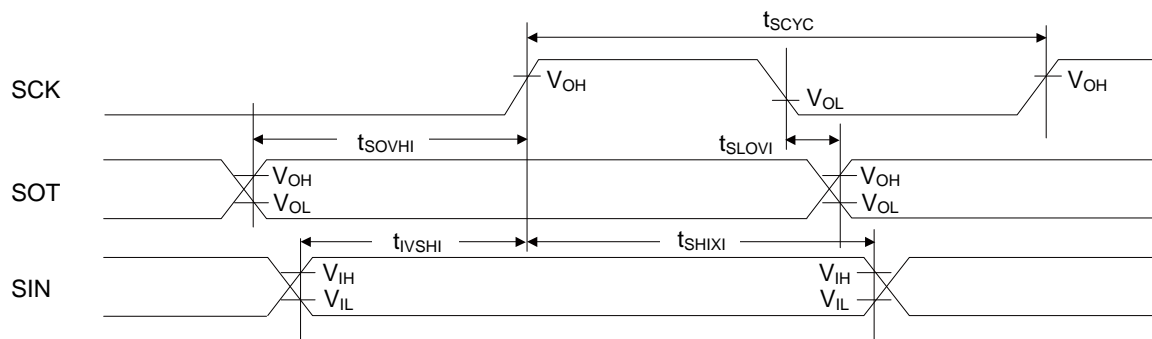 tSCYC
SCK
VOH
VOL
VOH
tSOVHI
tSLOVI
SOT
VOH
VOL
VOH
VOL
tIVSHI
tSHIXI
SIN
VIH
VIL
VIH
VIL